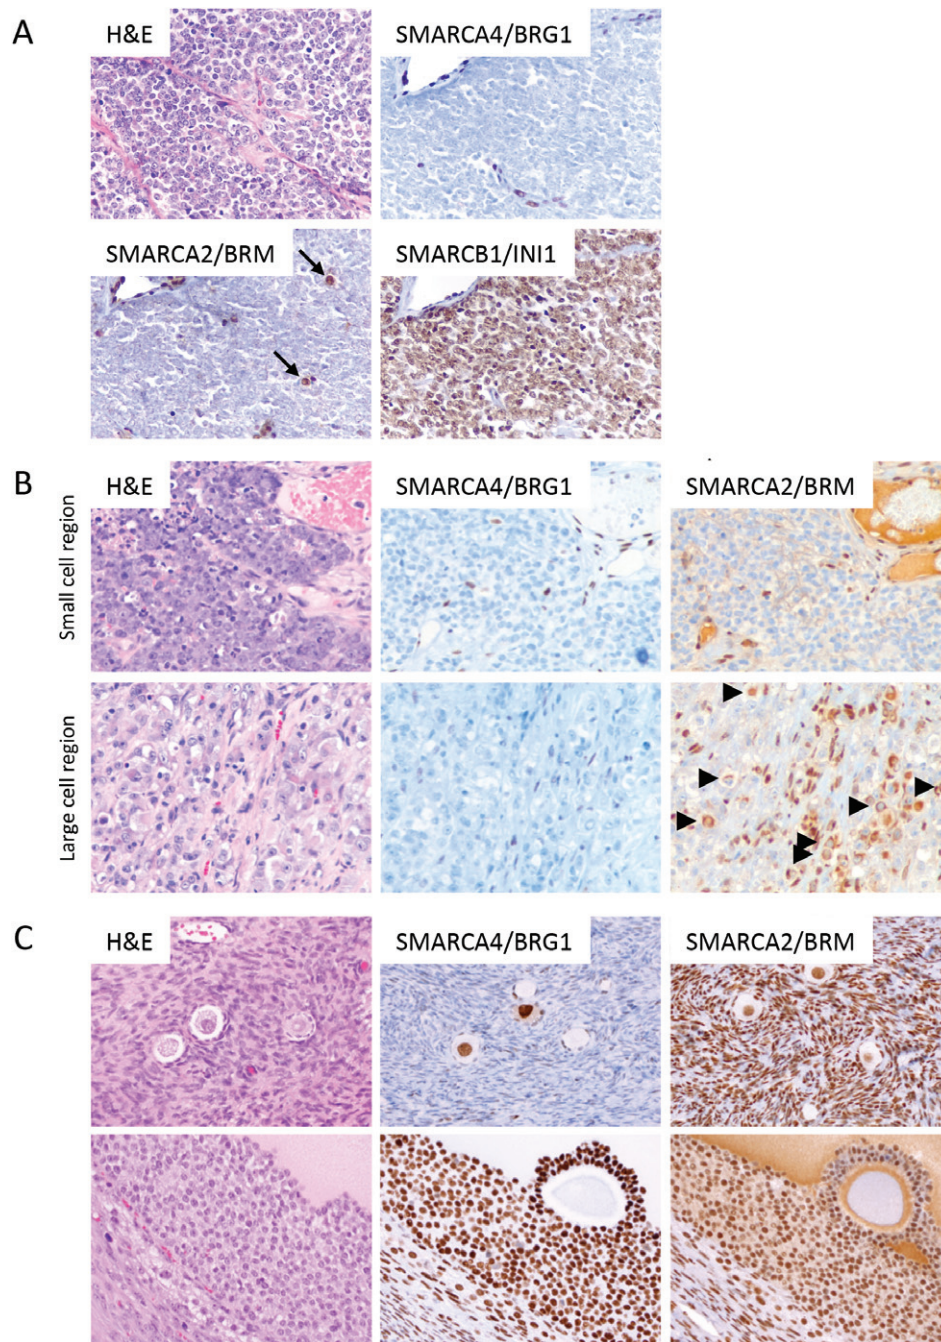 A
H&E
SMARCA4/BRG1
SMARCA2/BRM
SMARCB1/INI1
B
H&E
SMARCA4/BRG1
SMARCA2/BRM
Small cell region
Large cell region
C
H&E
SMARCA4/BRG1
SMARCA2/BRM